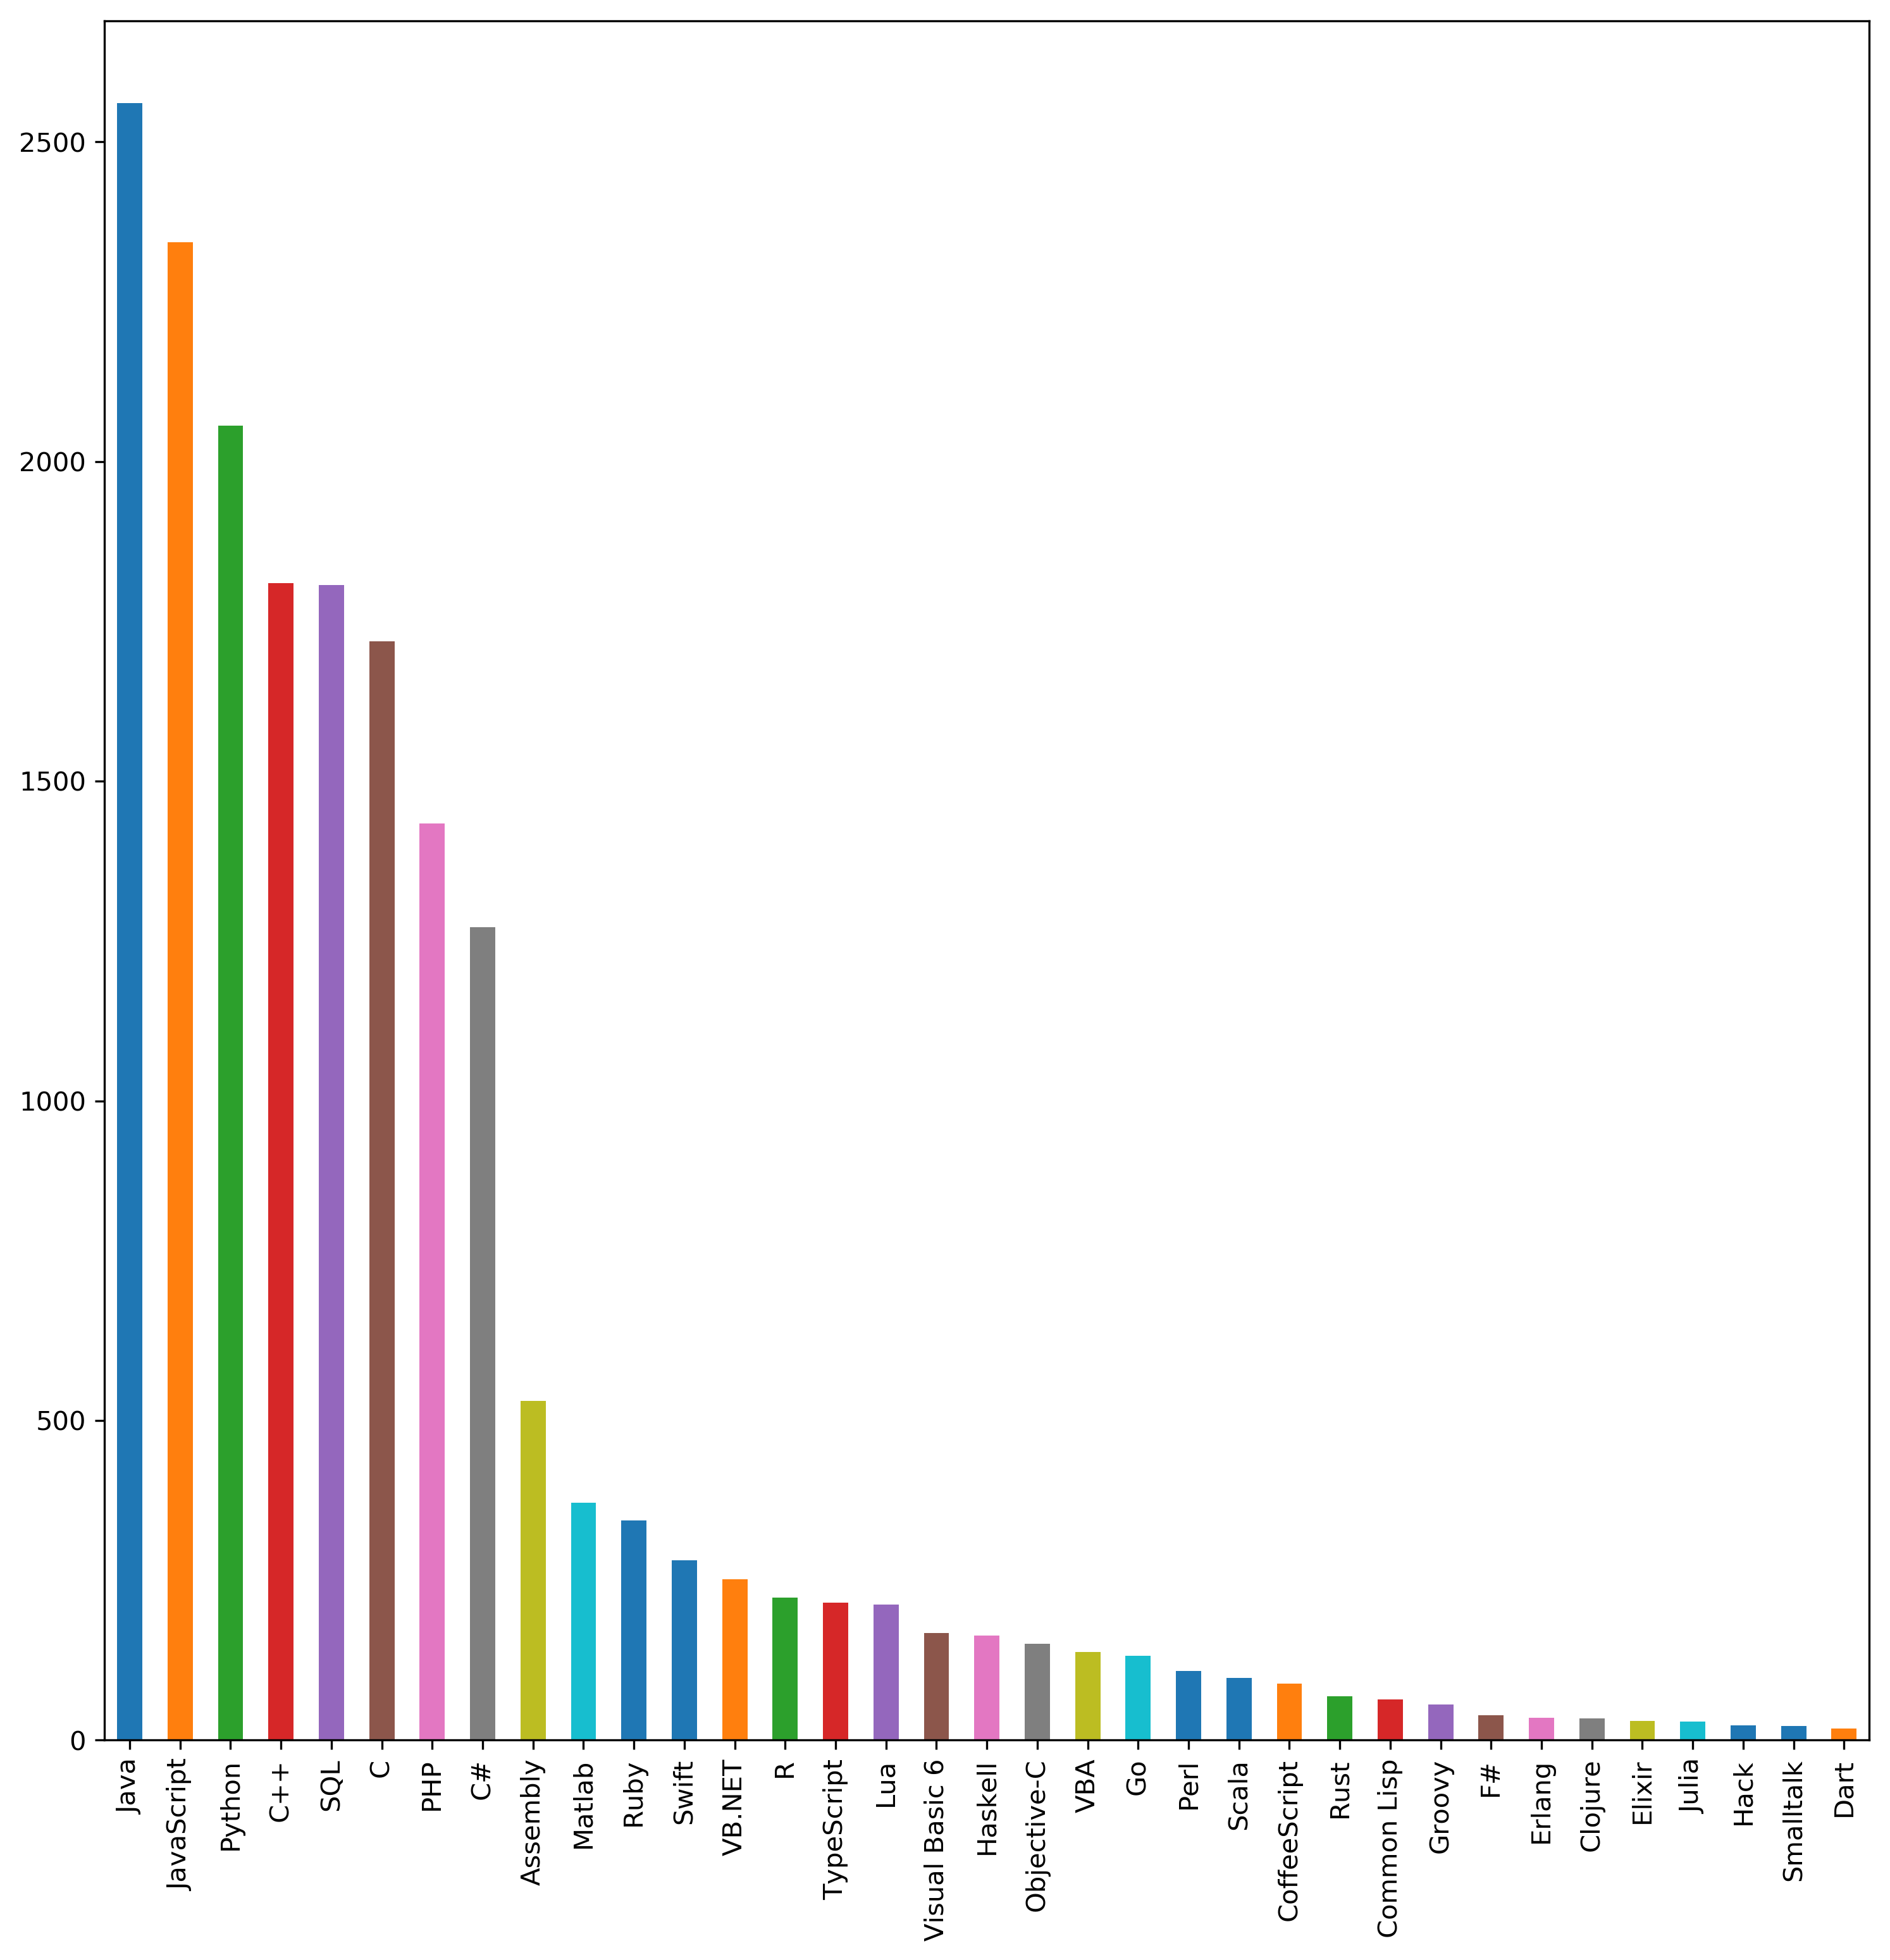 2500
2000
1500
1000
500
0
Java
JavaScript
Python
C++
SQL
C
PHP
C#
Assembly
Matlab
Ruby
Swift
VB.NET
R
TypeScript
Lua
Visual Basic 6
Haskell
Objective-C
VBA
Go
Perl
Scala
CoffeeScript
Rust
Common Lisp
Groovy
F#
Erlang
Clojure
Elixir
Julia
Hack
Smalltalk
Dart